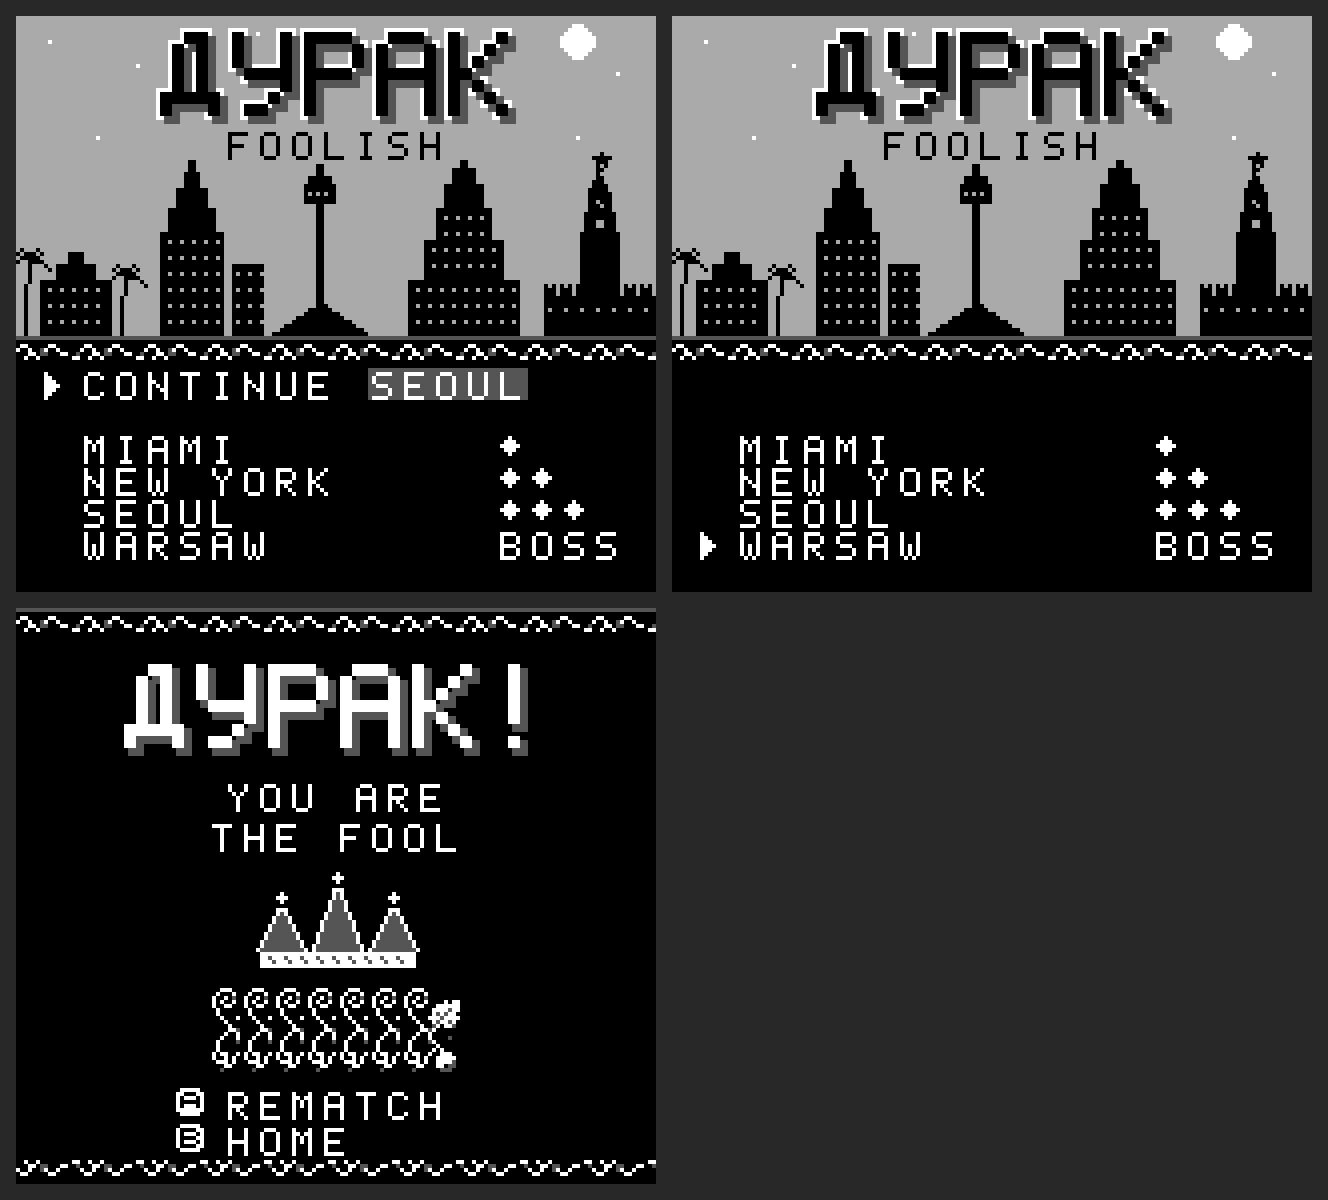 ДУРАК
FOOLISH
CONTINUE SEOUL
MIAMI
NEW YORK
SEOUL
WARSAW BOSS
ДУРАК
FOOLISH
MIAMI
NEW YORK
SEOUL
WARSAW BOSS
ДУРАК!
YOU ARE
THE FOOL
A REMATCH
B HOME